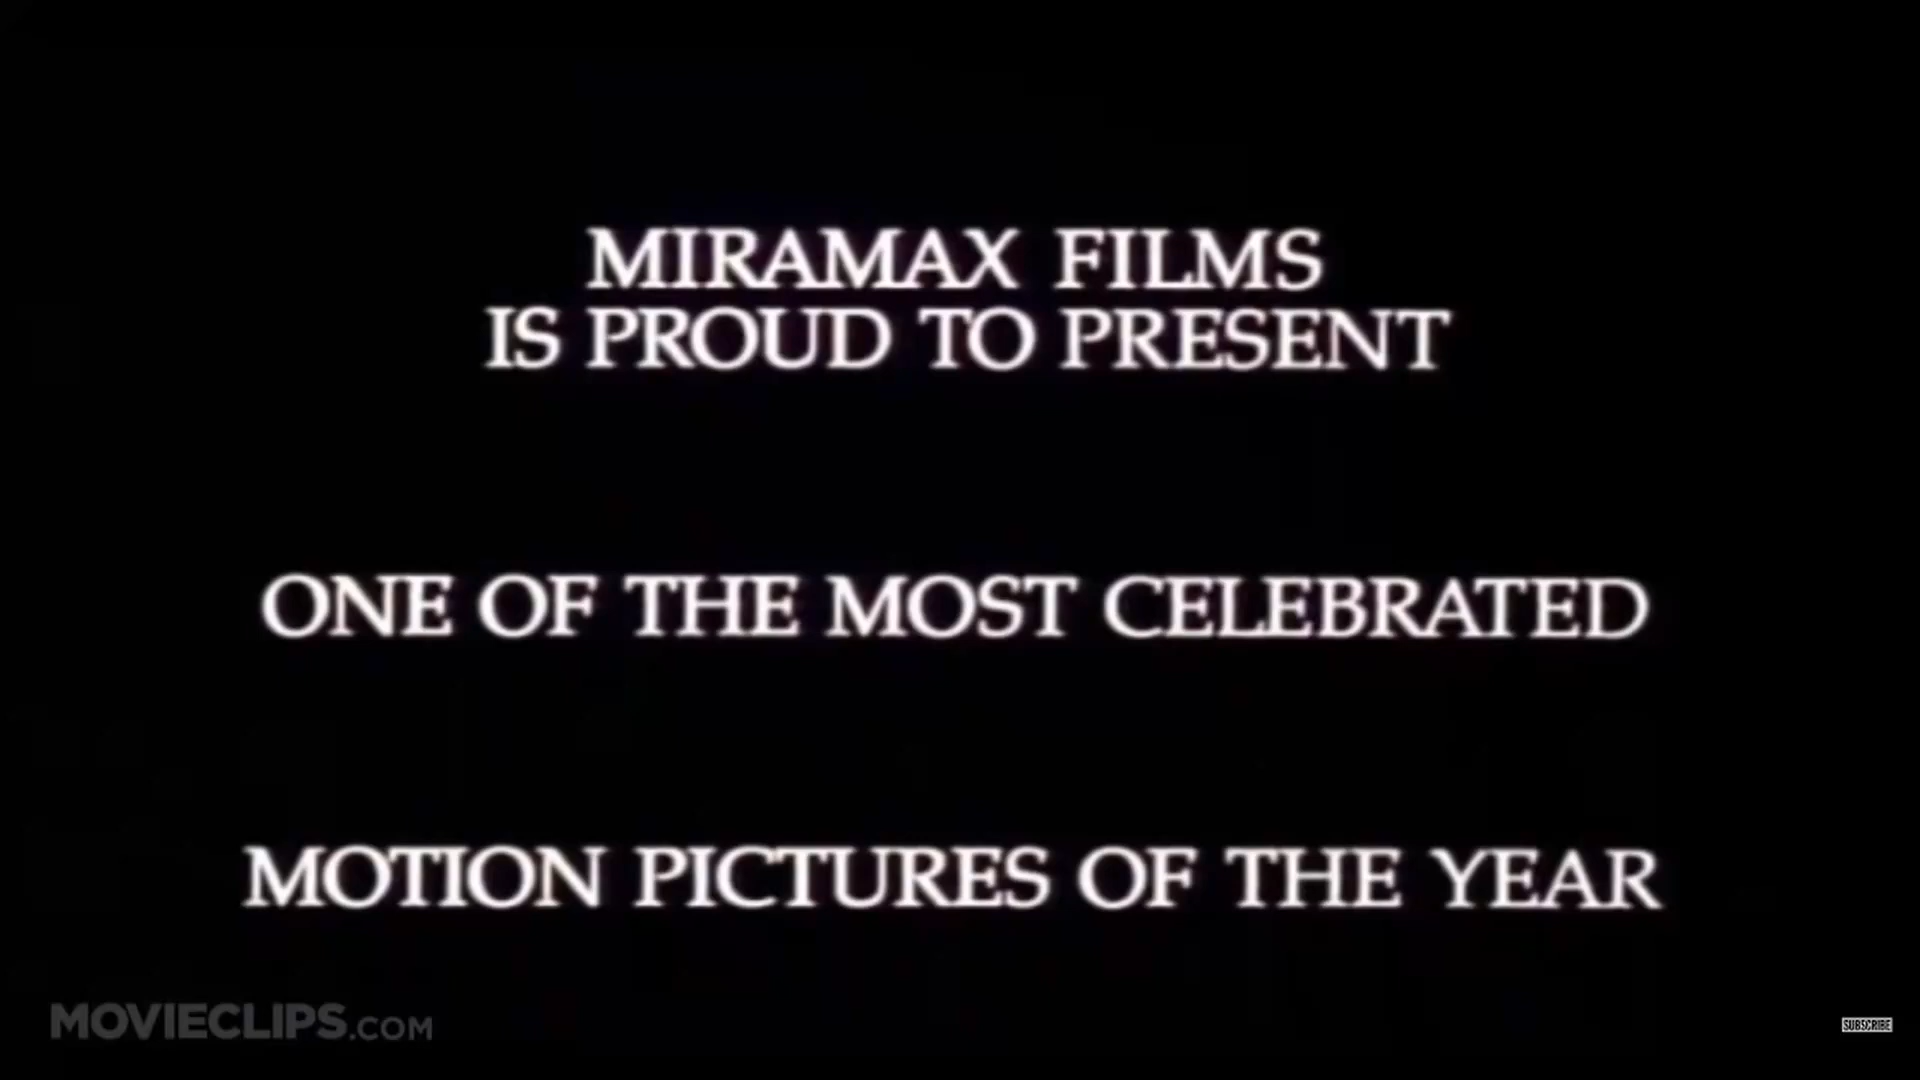 MIRAMAX FILMS
IS PROUD TO PRESENT
ONE OF THE MOST CELEBRATED
MOTION PICTURES OF THE YEAR
MOVIECLIPS.COM
SUBSCRIBE